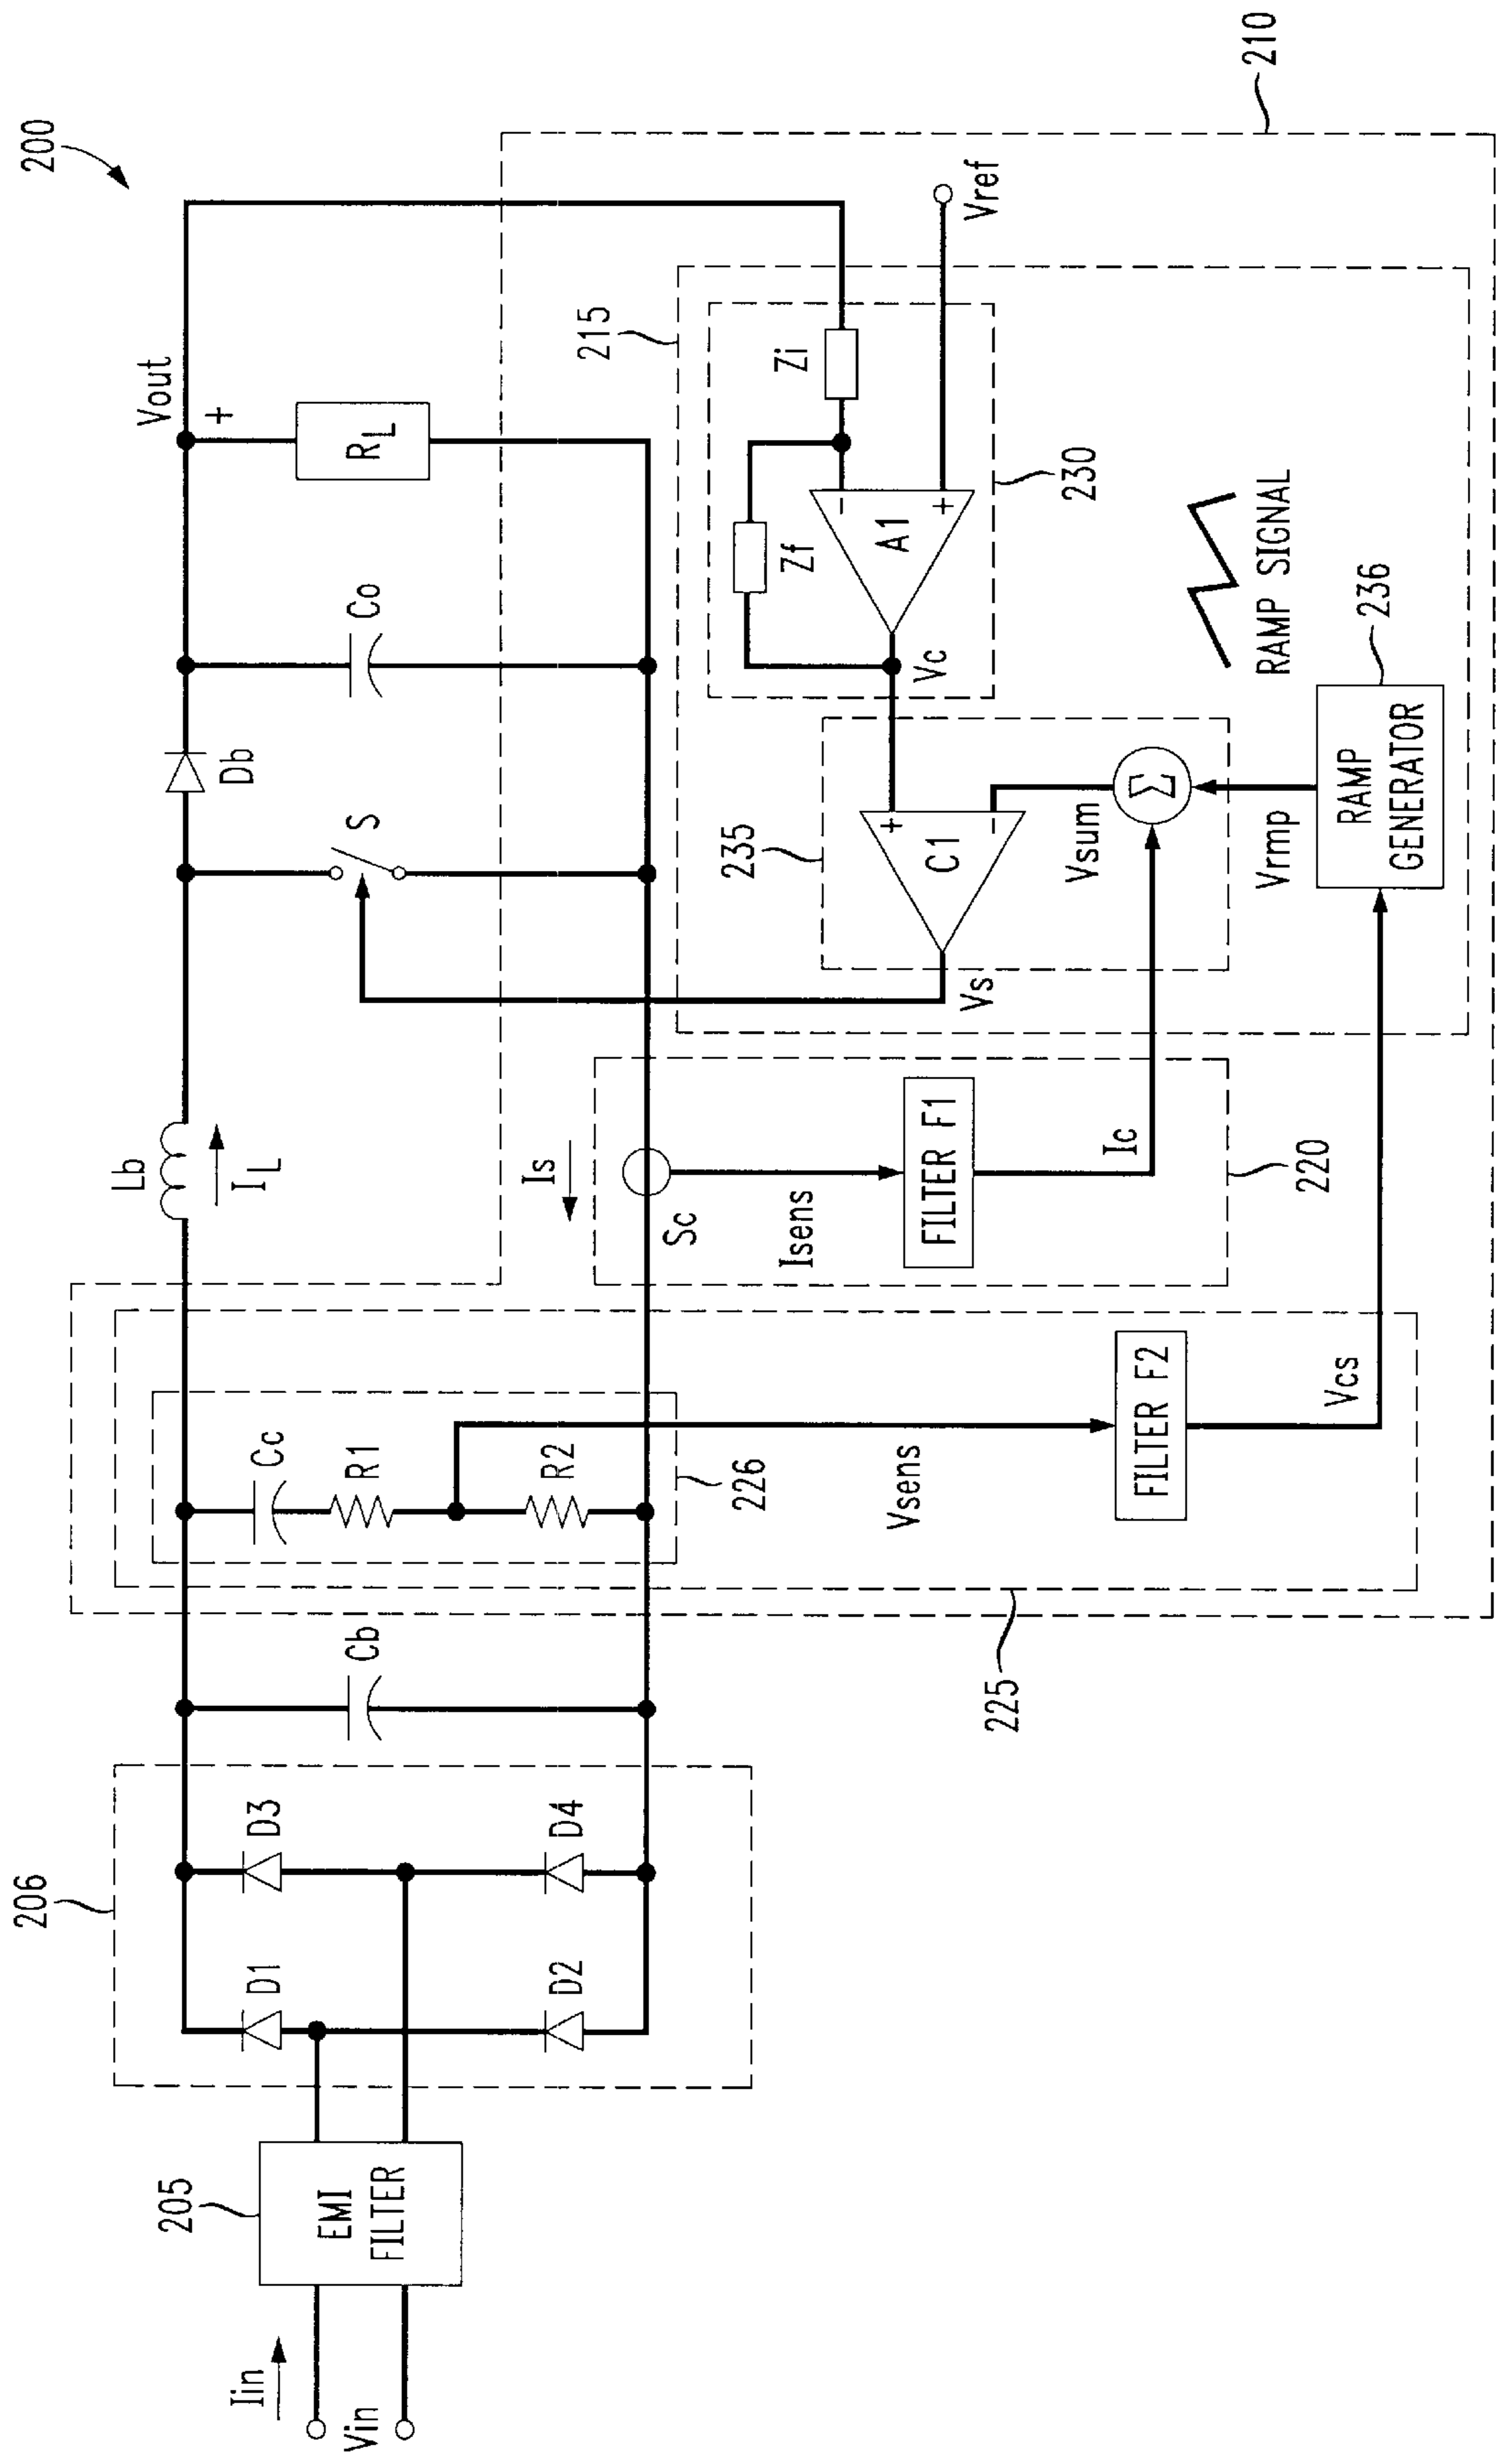 200
Vout
+
Lb
IL
Db
S
Co
RL
206
D1
D3
D2
D4
205
EMI
FILTER
Iin
Vin
Cb
Cc
R1
R2
226
225
Vsens
FILTER F2
Vcs
Is
Sc
Isens
FILTER F1
Ic
220
215
Zi
Zf
-
+
A1
Vc
230
Vref
235
+
-
C1
Vs
Vsum
Σ
Vrmp
RAMP
GENERATOR
236
RAMP SIGNAL
210